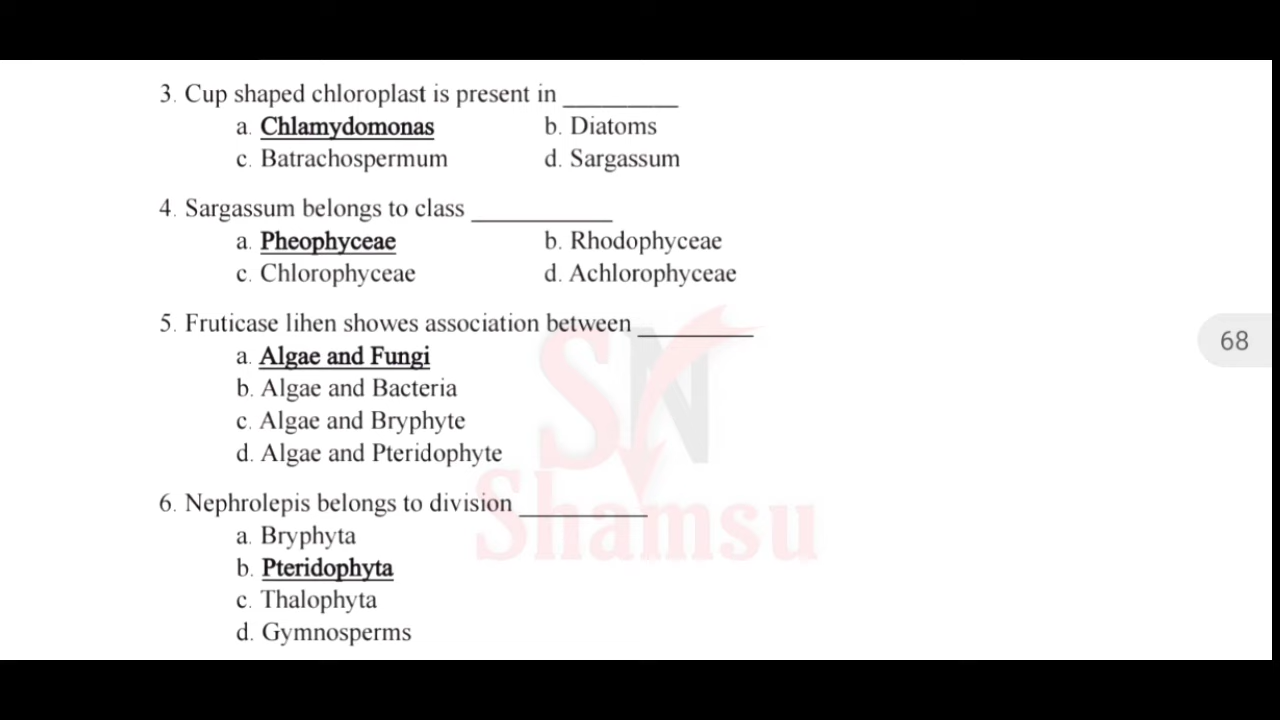 3. Cup shaped chloroplast is present in _________
a. Chlamydomonas b. Diatoms
c. Batrachospermum d. Sargassum
4. Sargassum belongs to class ___________
a. Pheophyceae b. Rhodophyceae
c. Chlorophyceae d. Achlorophyceae
5. Fruticase lihen showes association between _________
a. Algae and Fungi
b. Algae and Bacteria
c. Algae and Bryphyte
d. Algae and Pteridophyte
6. Nephrolepis belongs to division __________
a. Bryphyta
b. Pteridophyta
c. Thalophyta
d. Gymnosperms
SN
Shamsu
68